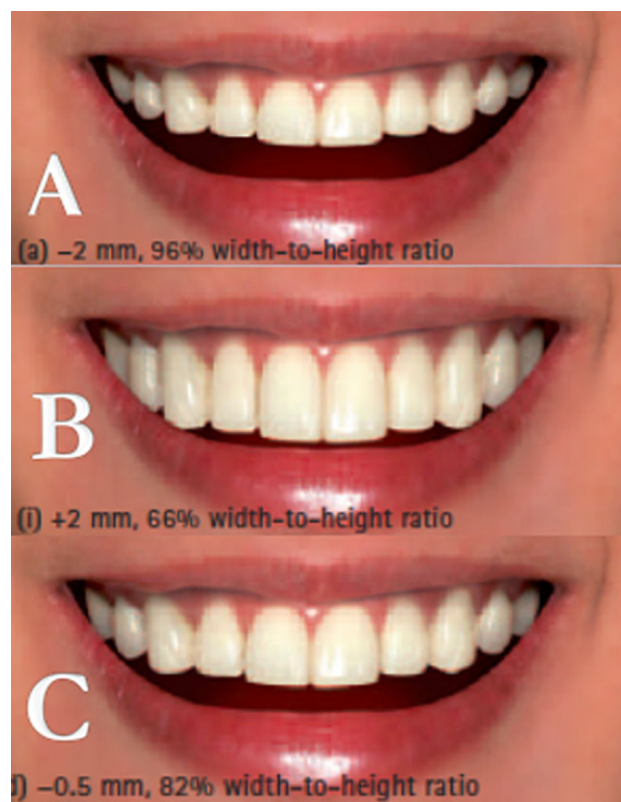 A
(a) −2 mm, 96% width-to-height ratio
B
(i) +2 mm, 66% width-to-height ratio
C
d) −0.5 mm, 82% width-to-height ratio